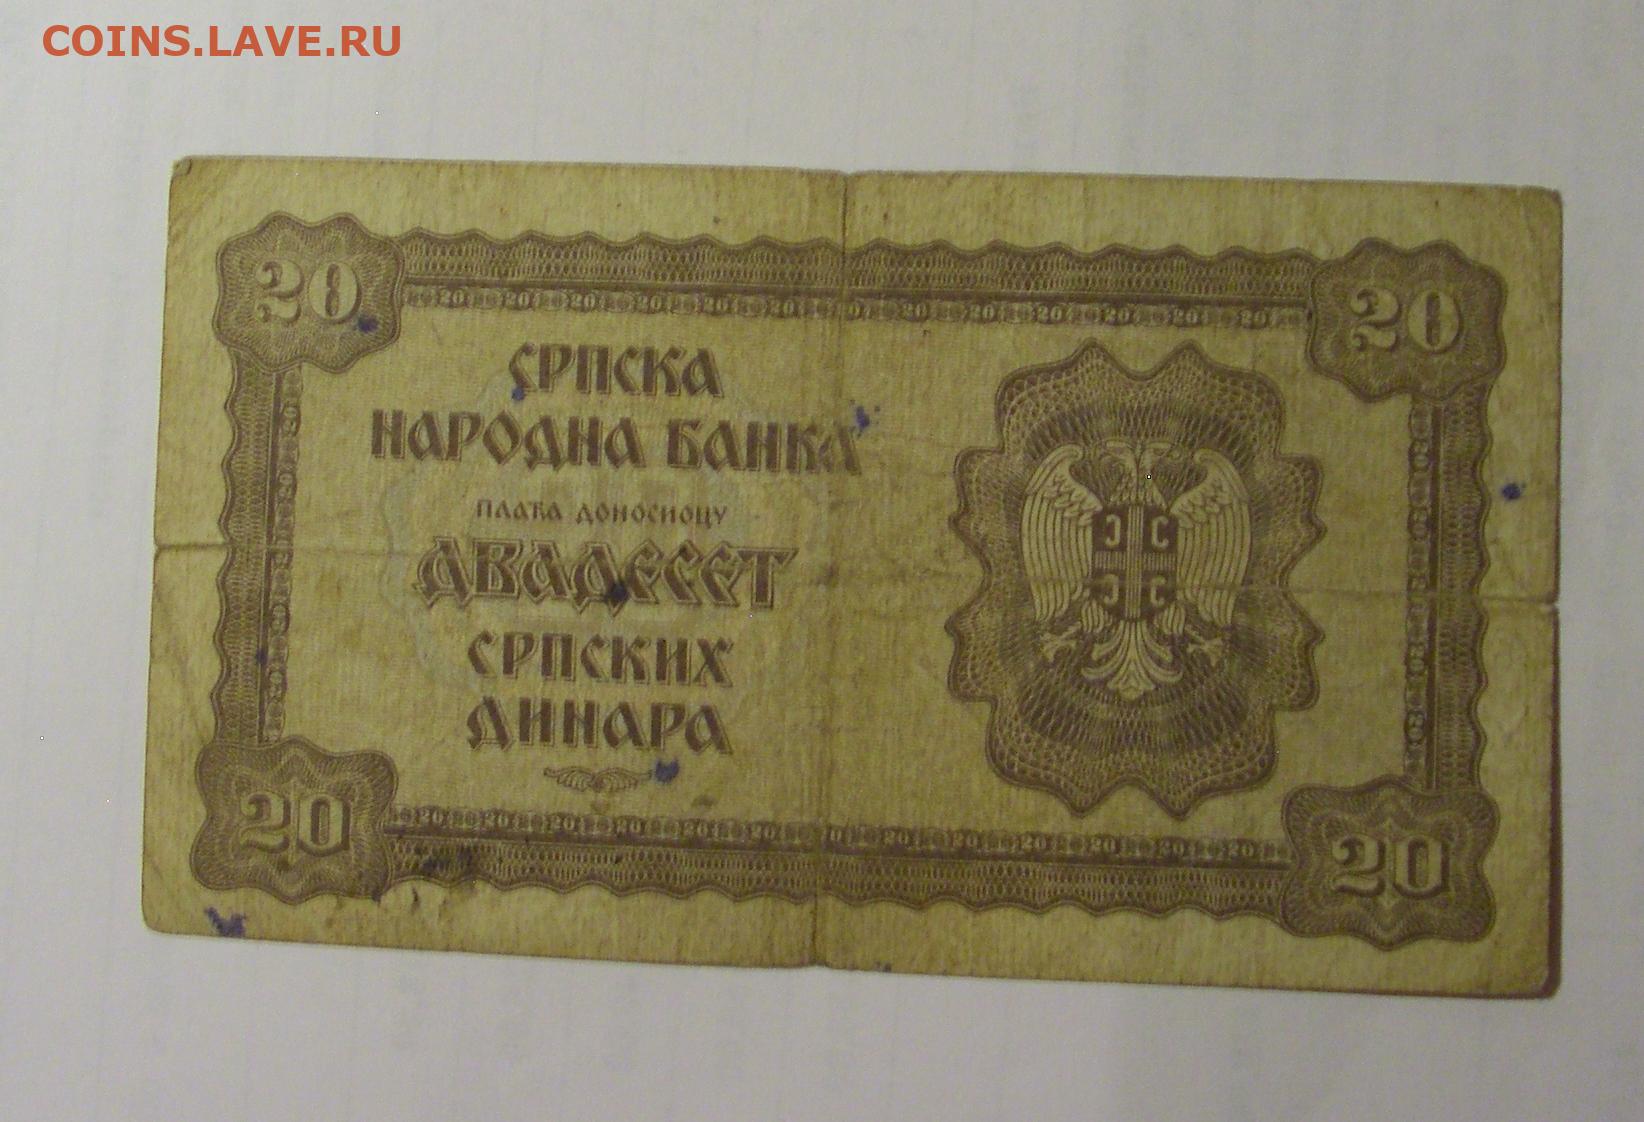 COINS.LAVE.RU
20
20
СРПСКА
НАРОДНА БАНКА
ПЛАЋА ДОНОСИОЦУ
ДВАДЕСЕТ
СРПСКИХ
ДИНАРА
20
20